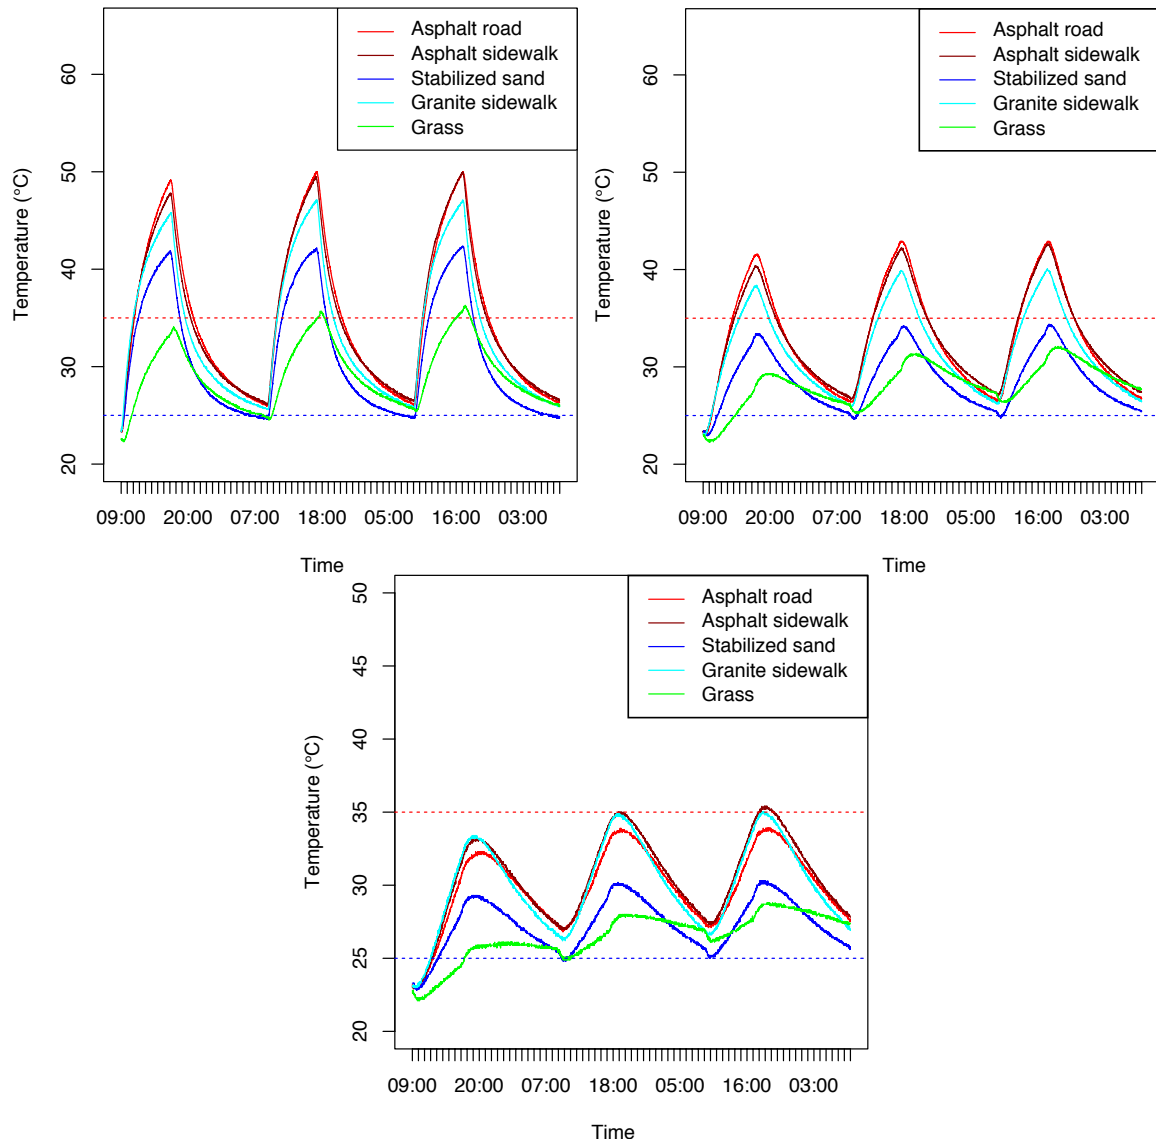 Asphalt road
Asphalt sidewalk
Stabilized sand
Granite sidewalk
Grass
Temperature (°C)
60
50
40
30
20
09:00 20:00 07:00 18:00 05:00 16:00 03:00
Time
Asphalt road
Asphalt sidewalk
Stabilized sand
Granite sidewalk
Grass
Temperature (°C)
60
50
40
30
20
09:00 20:00 07:00 18:00 05:00 16:00 03:00
Time
Asphalt road
Asphalt sidewalk
Stabilized sand
Granite sidewalk
Grass
Temperature (°C)
50
45
40
35
30
25
20
09:00 20:00 07:00 18:00 05:00 16:00 03:00
Time